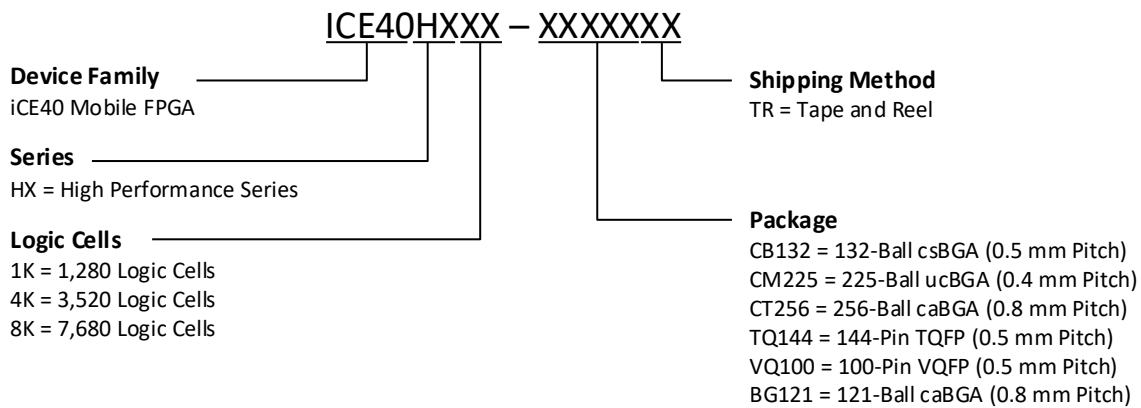 ICE40HXXX – XXXXXXX
Device Family
iCE40 Mobile FPGA
Series
HX = High Performance Series
Logic Cells
1K = 1,280 Logic Cells
4K = 3,520 Logic Cells
8K = 7,680 Logic Cells
Shipping Method
TR = Tape and Reel
Package
CB132 = 132-Ball csBGA (0.5 mm Pitch)
CM225 = 225-Ball ucBGA (0.4 mm Pitch)
CT256 = 256-Ball caBGA (0.8 mm Pitch)
TQ144 = 144-Pin TQFP (0.5 mm Pitch)
VQ100 = 100-Pin VQFP (0.5 mm Pitch)
BG121 = 121-Ball caBGA (0.8 mm Pitch)